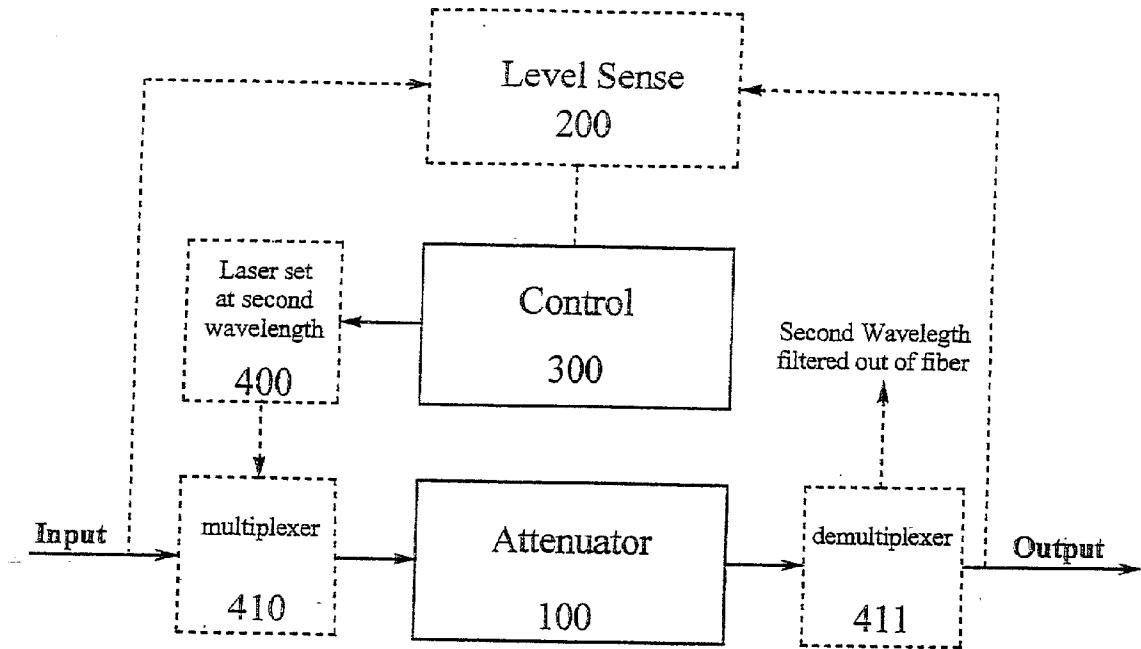 Level Sense
200
Laser set
at second
wavelength
400
Control
300
Second Wavelegth
filtered out of fiber
Input
multiplexer
410
Attenuator
100
demultiplexer
411
Output